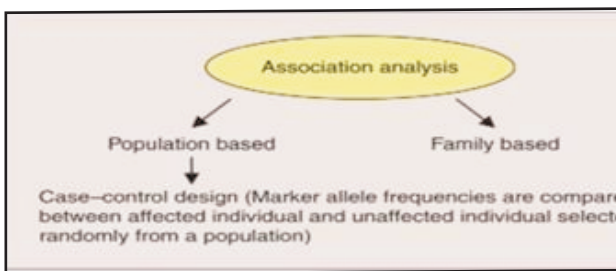 Association analysis
Population based
Family based
Case–control design (Marker allele frequencies are compare
between affected individual and unaffected individual selecte
randomly from a population)